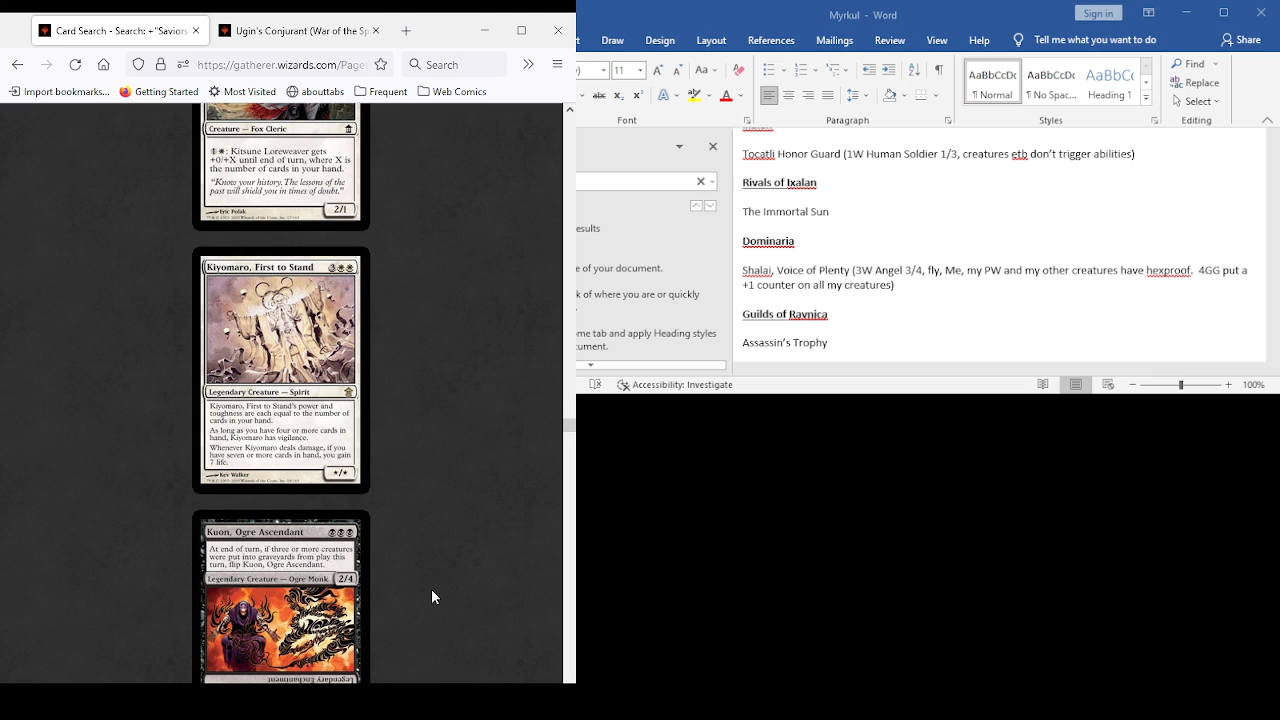 Card Search - Search: +"Saviors
Ugin's Conjurant (War of the Sp
https://gatherer.wizards.com/Page
Search
Import bookmarks...
Getting Started
Most Visited
abouttabs
Frequent
Web Comics
Creature — Fox Cleric
: Kitsune Loreweaver gets
+0/+X until end of turn, where X is
the number of cards in your hand.
"Know your history. The lessons of the
past will shield you in times of doubt."
Eric Polak
2/1
Kiyomaro, First to Stand
3
Legendary Creature — Spirit
Kiyomaro, First to Stand's power and
toughness are each equal to the number of
cards in your hand.
As long as you have four or more cards in
hand, Kiyomaro has vigilance.
Whenever Kiyomaro deals damage, if you
have seven or more cards in hand, you gain
7 life.
Kev Walker
*/*
Kuon, Ogre Ascendant
At end of turn, if three or more creatures
were put into graveyards from play this
turn, flip Kuon, Ogre Ascendant.
Legendary Creature — Ogre Monk
2/4
Legendary Enchantment
Myrkul - Word
Sign in
Draw
Design
Layout
References
Mailings
Review
View
Help
Tell me what you want to do
Share
11
Aa
abc
x₂
x²
A
ab
A
Font
Paragraph
AaBbCcDc
AaBbCcDc
AaBbCc
¶ Normal
¶ No Spac...
Heading 1
Styles
Find
Replace
Select
Editing
esults
e of your document.
k of where you are or quickly
me tab and apply Heading styles
cument.
Tocatli Honor Guard (1W Human Soldier 1/3, creatures etb don't trigger abilities)
Rivals of Ixalan
The Immortal Sun
Dominaria
Shalai, Voice of Plenty (3W Angel 3/4, fly, Me, my PW and my other creatures have hexproof.  4GG put a
+1 counter on all my creatures)
Guilds of Ravnica
Assassin's Trophy
Accessibility: Investigate
100%